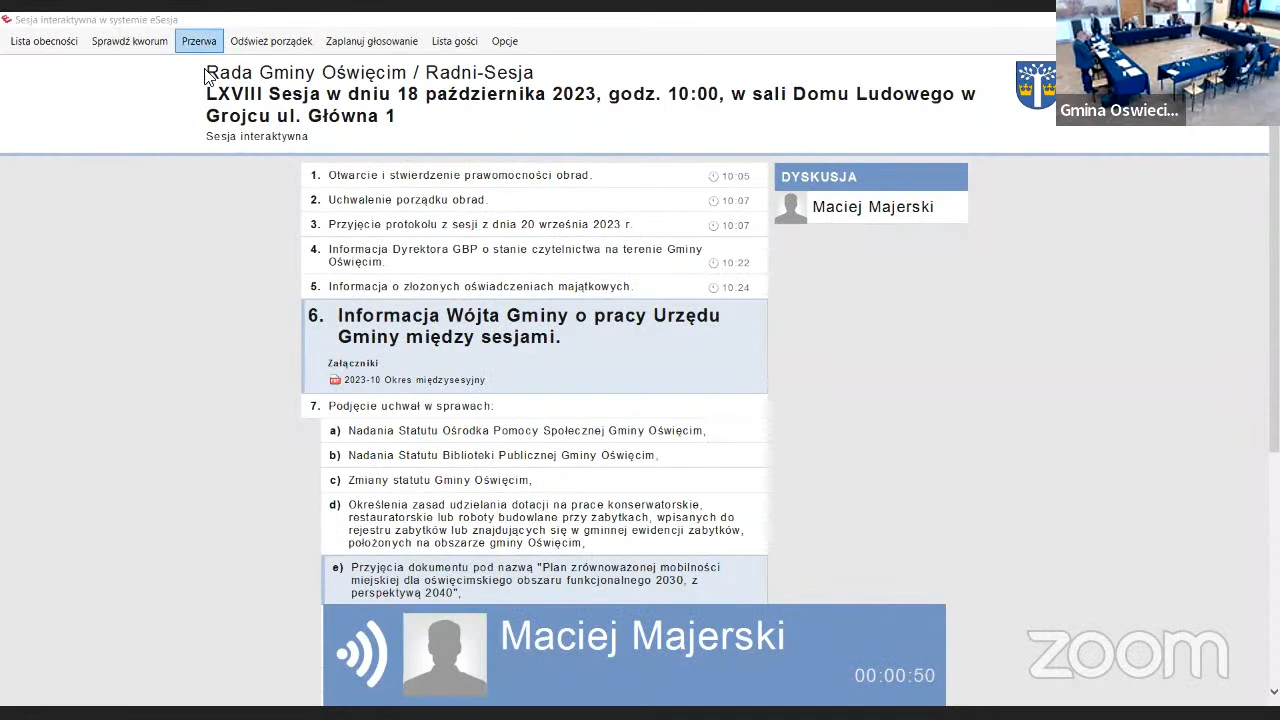 Sesja interaktywna w systemie eSesja
Lista obecności Sprawdź kworum Przerwa Odśwież porządek Zaplanuj głosowanie Lista gości Opcje
Rada Gminy Oświęcim / Radni-Sesja
LXVIII Sesja w dniu 18 października 2023, godz. 10:00, w sali Domu Ludowego w
Grojcu ul. Główna 1
Sesja interaktywna
Gmina Oswieci...
1. Otwarcie i stwierdzenie prawomocności obrad. 10:05
2. Uchwalenie porządku obrad. 10:07
3. Przyjęcie protokołu z sesji z dnia 20 września 2023 r. 10:07
4. Informacja Dyrektora GBP o stanie czytelnictwa na terenie Gminy
Oświęcim. 10:22
5. Informacja o złożonych oświadczeniach majątkowych. 10:24
6. Informacja Wójta Gminy o pracy Urzędu
Gminy między sesjami.
Załączniki
2023-10 Okres międzysesyjny
7. Podjęcie uchwał w sprawach:
a) Nadania Statutu Ośrodka Pomocy Społecznej Gminy Oświęcim,
b) Nadania Statutu Biblioteki Publicznej Gminy Oświęcim,
c) Zmiany statutu Gminy Oświęcim,
d) Określenia zasad udzielania dotacji na prace konserwatorskie,
restauratorskie lub roboty budowlane przy zabytkach, wpisanych do
rejestru zabytków lub znajdujących się w gminnej ewidencji zabytków,
położonych na obszarze gminy Oświęcim,
e) Przyjęcia dokumentu pod nazwą "Plan zrównoważonej mobilności
miejskiej dla oświęcimskiego obszaru funkcjonalnego 2030, z
perspektywą 2040",
DYSKUSJA
Maciej Majerski
Maciej Majerski
00:00:50
zoom